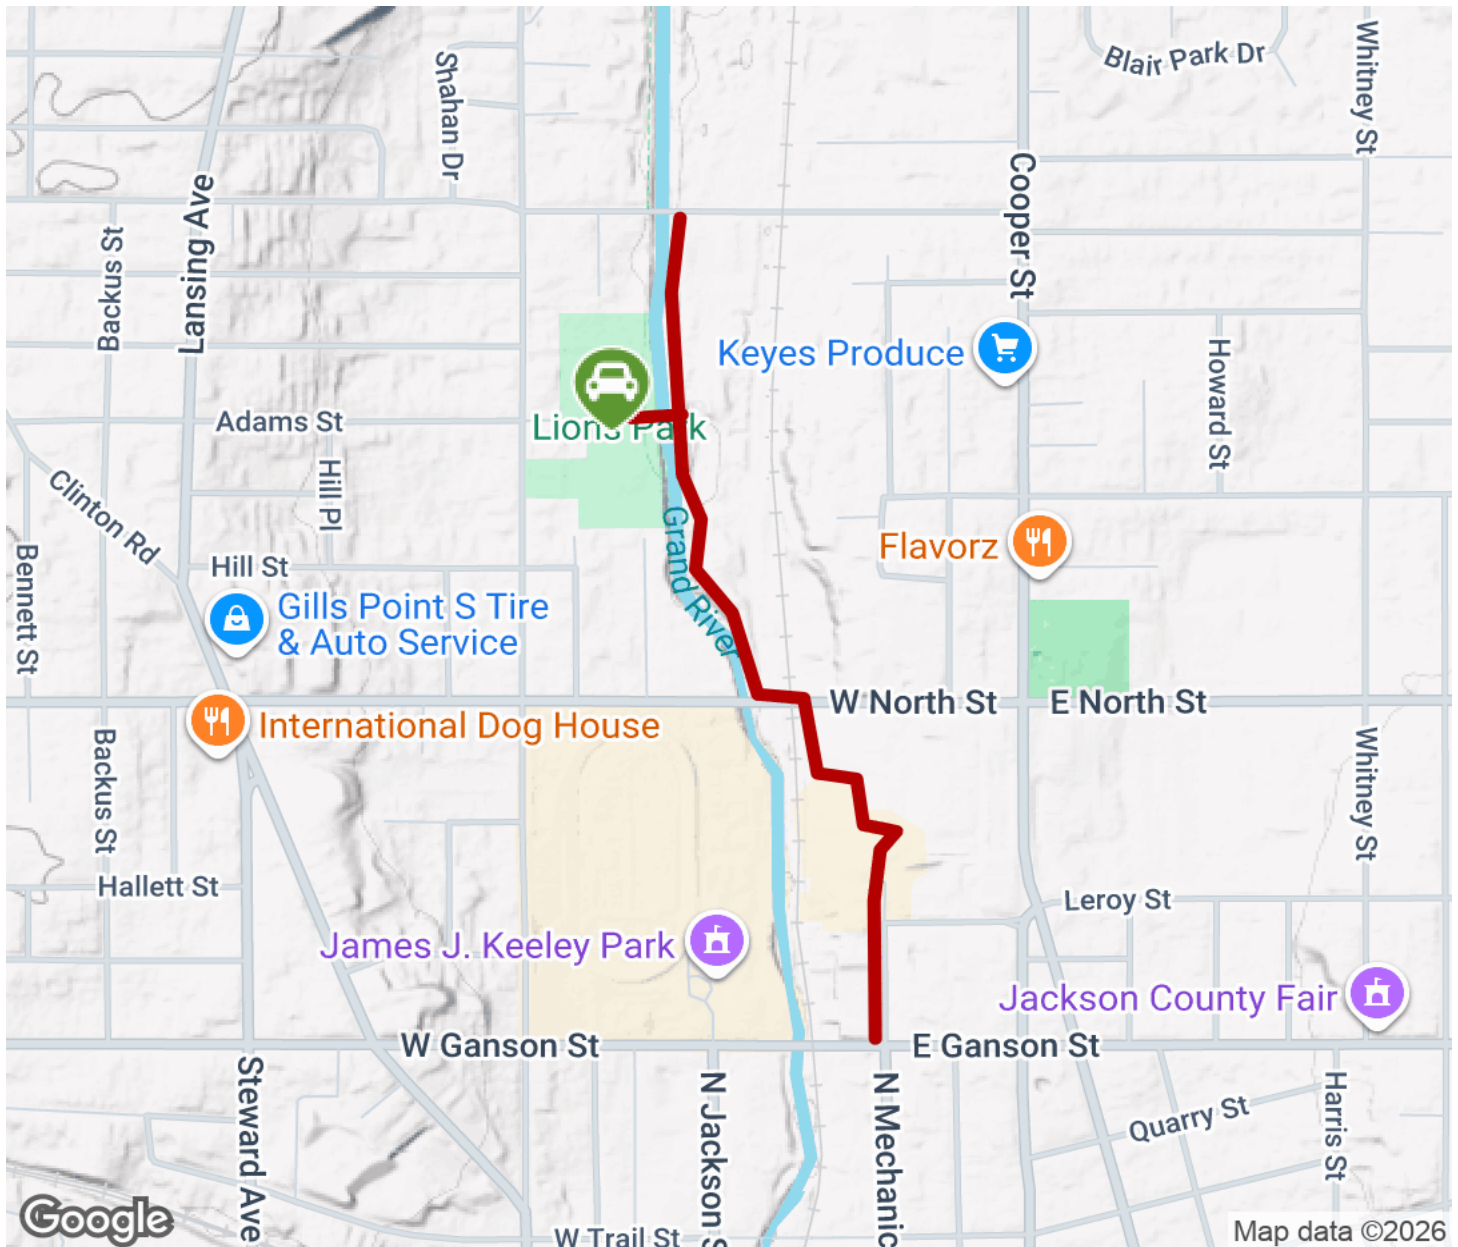 Blair Park Dr
Whitney St
Shahan Dr
Cooper St
Lansing Ave
Backus St
Keyes Produce
Howard St
Adams St
Lions Park
Hill Pl
Clinton Rd
Grand River
Flavorz
Bennett St
Hill St
Gills Point S Tire
& Auto Service
W North St
E North St
International Dog House
Backus St
Whitney St
Hallett St
Leroy St
James J. Keeley Park
Jackson County Fair
W Ganson St
E Ganson St
Steward Ave
N Jackson S
N Mechanic
Harris St
Quarry St
Google
W Trail St
Map data ©2026